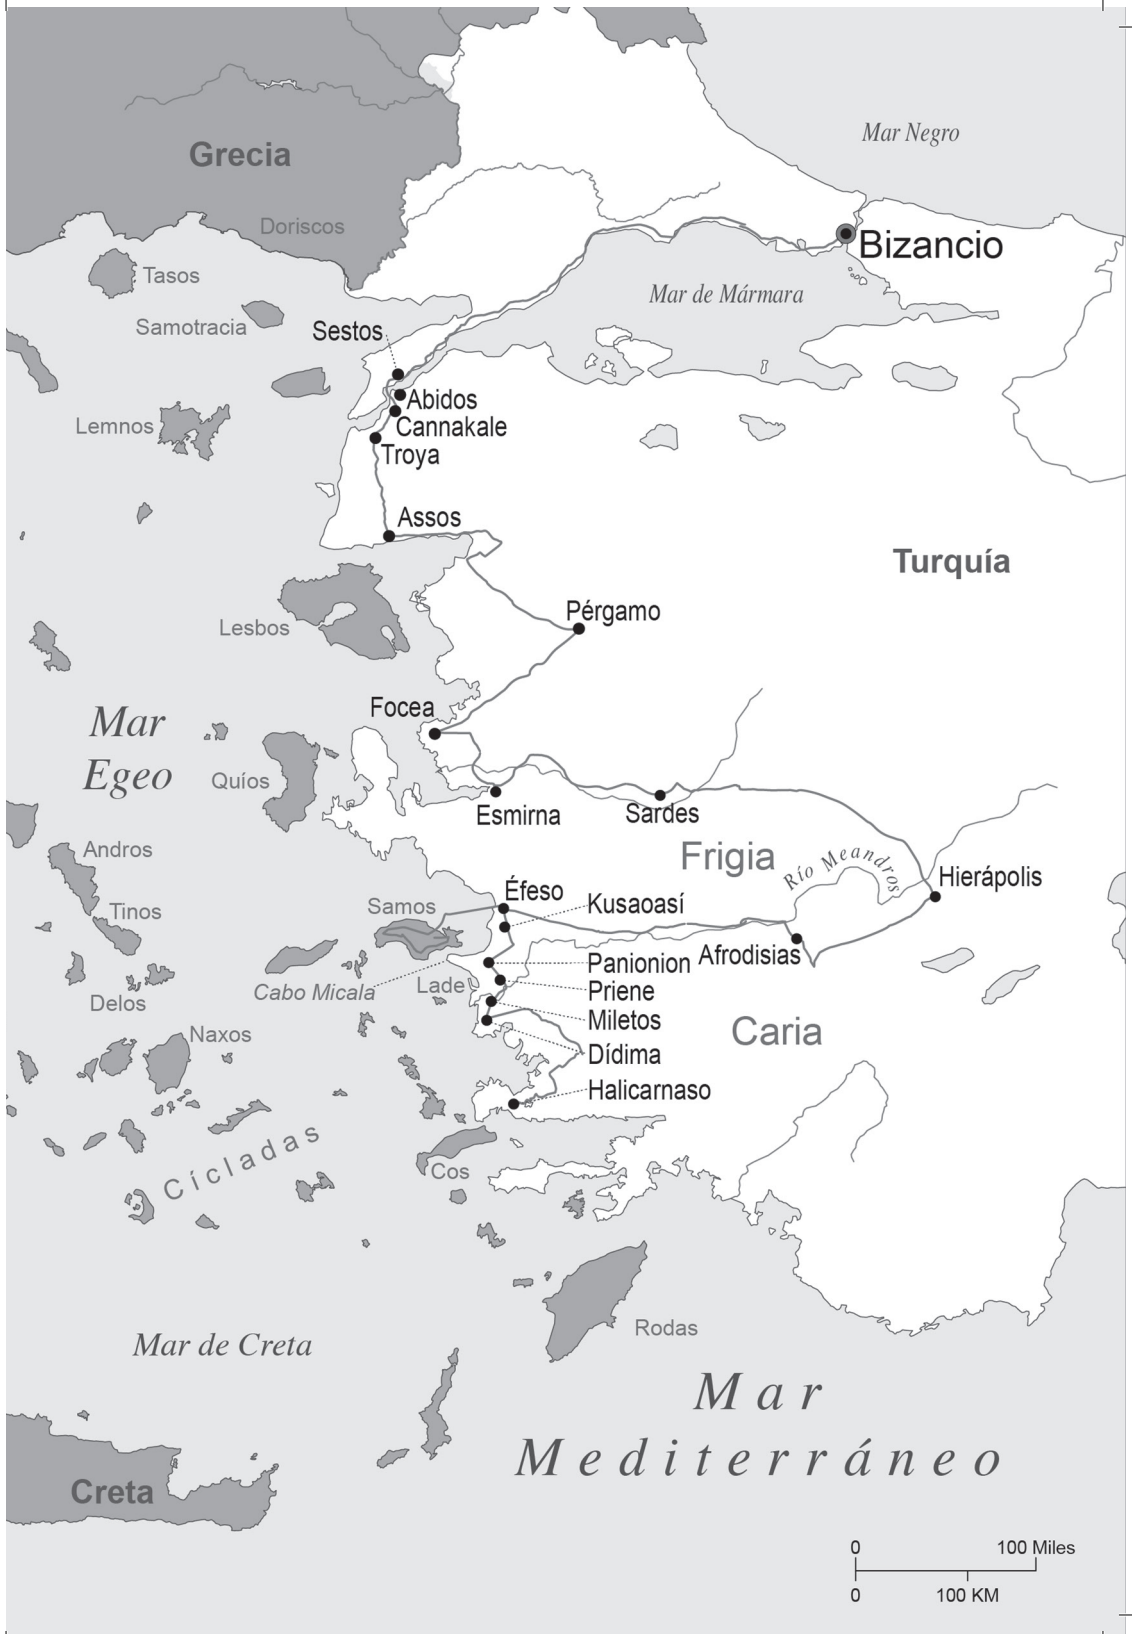 Mar Negro
Grecia
Doriscos
Bizancio
Tasos
Mar de Mármara
Samotracia
Sestos
Abidos
Lemnos
Cannakale
Troya
Assos
Turquía
Pérgamo
Lesbos
Focea
Mar
Egeo
Quíos
Esmirna
Sardes
Andros
Frigia
Río Meandros
Hierápolis
Éfeso
Kusaoasí
Samos
Tinos
Afrodisias
Panionion
Cabo Micala
Lade
Priene
Delos
Miletos
Naxos
Caria
Dídima
Halicarnaso
Cícladas
Cos
Rodas
Mar de Creta
Mar
Mediterráneo
Creta
0 100 Miles
0 100 KM